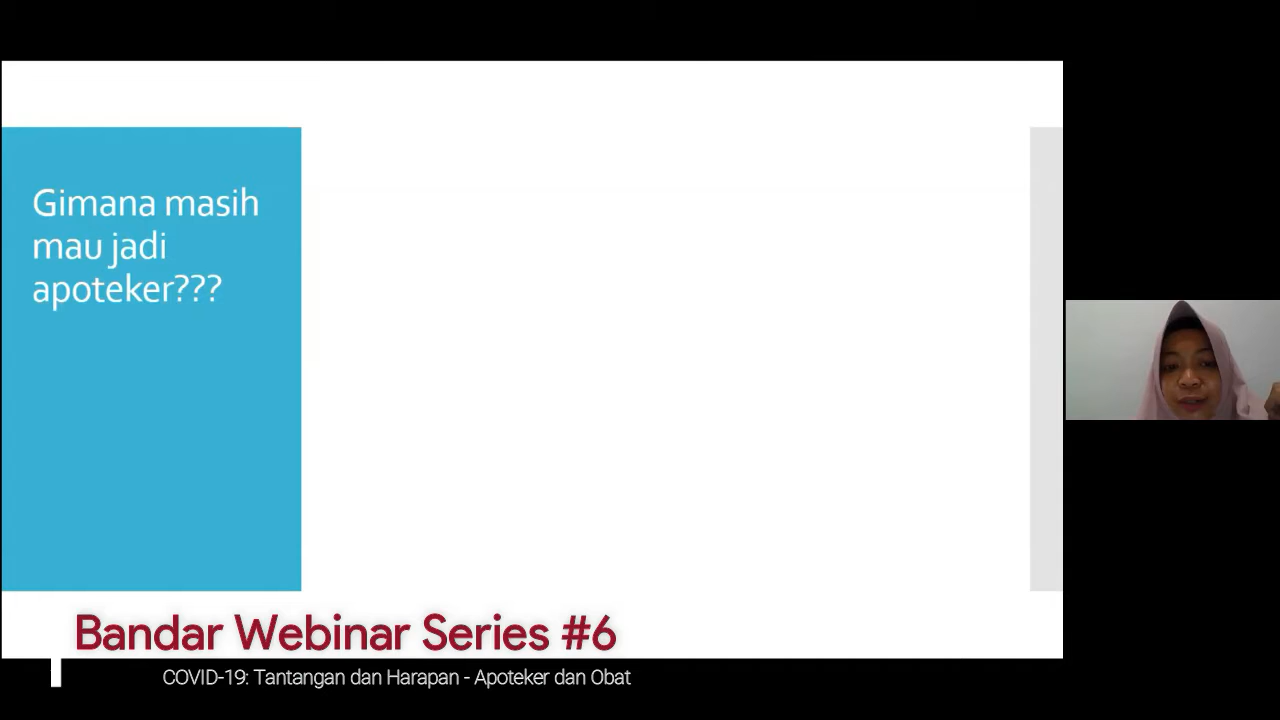 Gimana masih
mau jadi
apoteker???
Bandar Webinar Series #6
COVID-19: Tantangan dan Harapan - Apoteker dan Obat